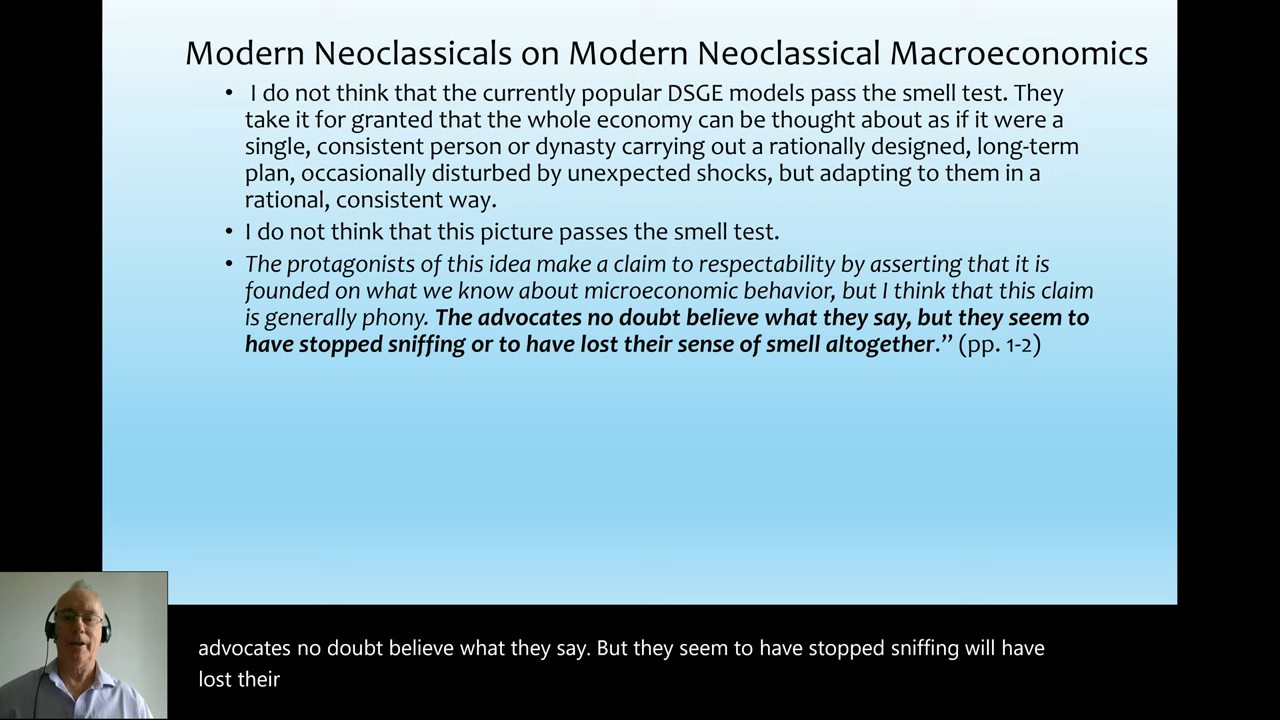 Modern Neoclassicals on Modern Neoclassical Macroeconomics
• I do not think that the currently popular DSGE models pass the smell test. They
take it for granted that the whole economy can be thought about as if it were a
single, consistent person or dynasty carrying out a rationally designed, long-term
plan, occasionally disturbed by unexpected shocks, but adapting to them in a
rational, consistent way.
• I do not think that this picture passes the smell test.
• The protagonists of this idea make a claim to respectability by asserting that it is
founded on what we know about microeconomic behavior, but I think that this claim
is generally phony. The advocates no doubt believe what they say, but they seem to
have stopped sniffing or to have lost their sense of smell altogether.” (pp. 1-2)
advocates no doubt believe what they say. But they seem to have stopped sniffing will have
lost their